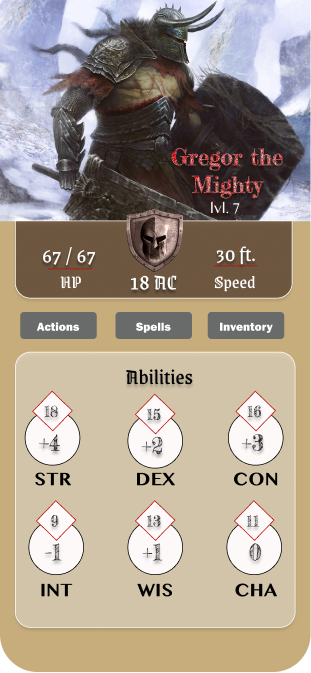 Gregor the
Mighty
lvl. 7
67 / 67 30 ft.
HP 18 AC Speed
Actions Spells Inventory
Abilities
18 15 16
+4 +2 +3
STR DEX CON
9 13 11
-1 +1 0
INT WIS CHA